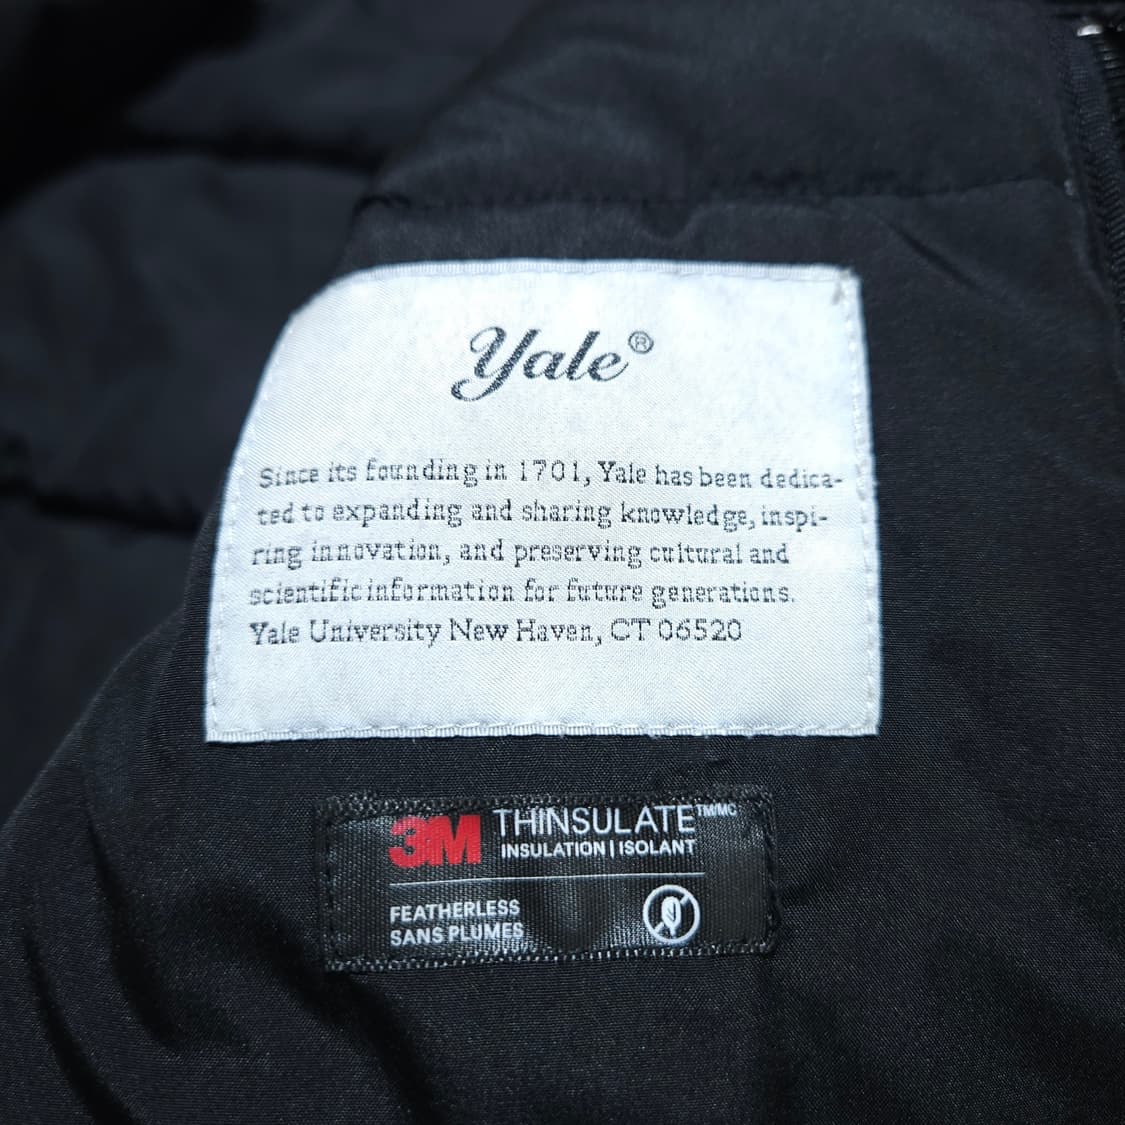 Yale®
Since its founding in 1701, Yale has been dedica-
ted to expanding and sharing knowledge, inspi-
ring innovation, and preserving cultural and
scientific information for future generations.
Yale University New Haven, CT 06520
3M THINSULATE TM/MC
INSULATION | ISOLANT
FEATHERLESS
SANS PLUMES